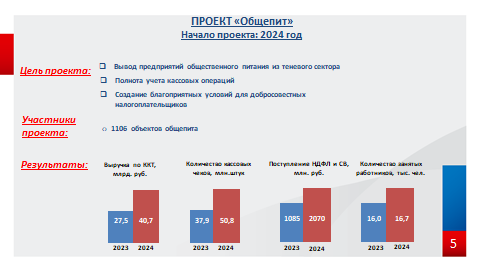 ПРОЕКТ «Общепит»
Начало проекта: 2024 год
Цель проекта:
Вывод предприятий общественного питания из теневого сектора
Полнота учета кассовых операций
Создание благоприятных условий для добросовестных
налогоплательщиков
Участники
проекта:
1106 объектов общепита
Результаты:
Выручка по ККТ,
млрд. руб.
27,5 40,7
2023 2024
Количество кассовых
чеков, млн.штук
37,9 50,8
2023 2024
Поступление НДФЛ и СВ,
млн. руб.
1085 2070
2023 2024
Количество занятых
работников, тыс. чел.
16,0 16,7
2023 2024
5